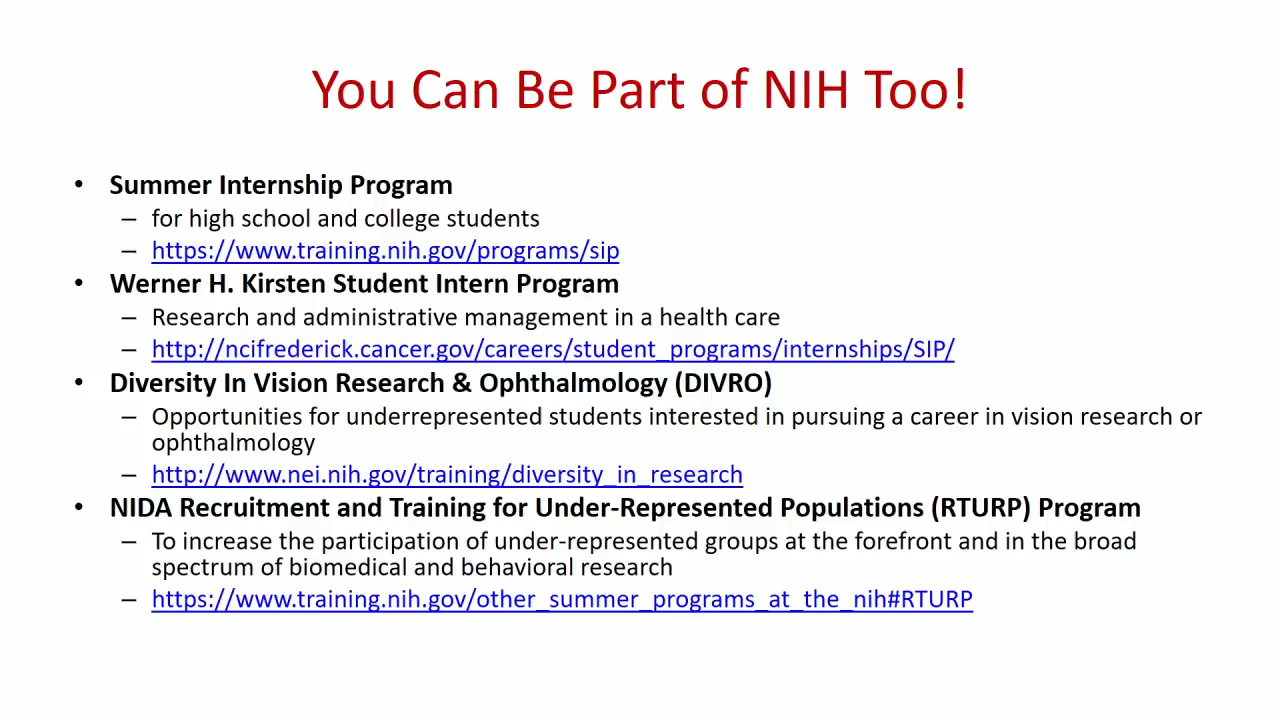 You Can Be Part of NIH Too!
• Summer Internship Program
– for high school and college students
– https://www.training.nih.gov/programs/sip
• Werner H. Kirsten Student Intern Program
– Research and administrative management in a health care
– http://ncifrederick.cancer.gov/careers/student_programs/internships/SIP/
• Diversity In Vision Research & Ophthalmology (DIVRO)
– Opportunities for underrepresented students interested in pursuing a career in vision research or
ophthalmology
– http://www.nei.nih.gov/training/diversity_in_research
• NIDA Recruitment and Training for Under-Represented Populations (RTURP) Program
– To increase the participation of under-represented groups at the forefront and in the broad
spectrum of biomedical and behavioral research
– https://www.training.nih.gov/other_summer_programs_at_the_nih#RTURP